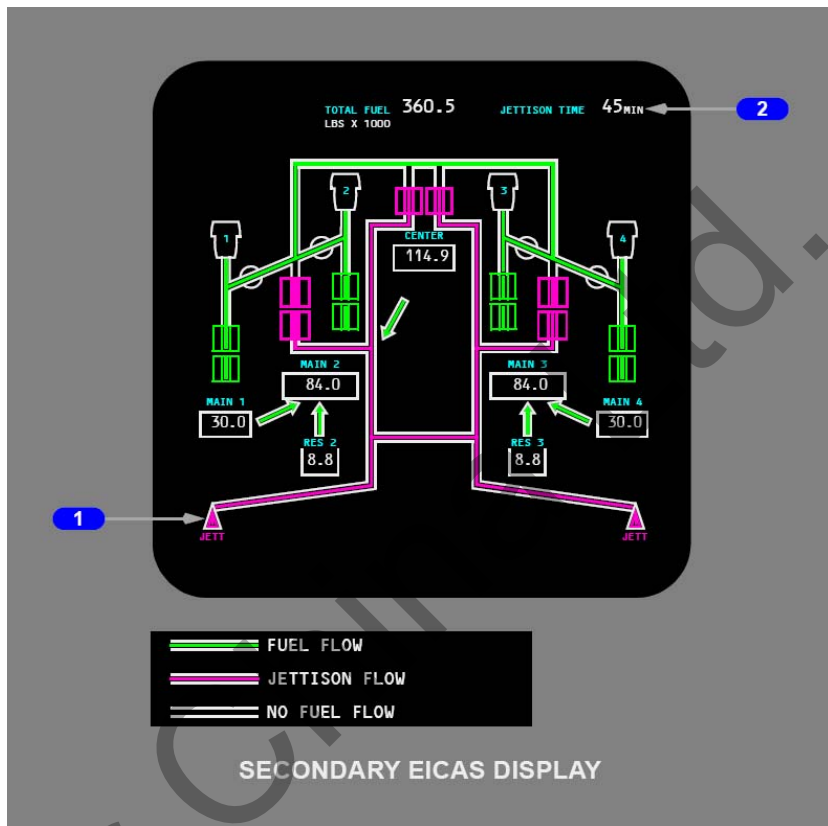 TOTAL FUEL 360.5 JETTISON TIME 45 MIN
LBS X 1000
2
2
3
1
4
CENTER
114.9
MAIN 2
84.0
MAIN 3
84.0
MAIN 1
30.0
MAIN 4
30.0
RES 2
8.8
RES 3
8.8
1
JETT
JETT
FUEL FLOW
JETTISON FLOW
NO FUEL FLOW
SECONDARY EICAS DISPLAY